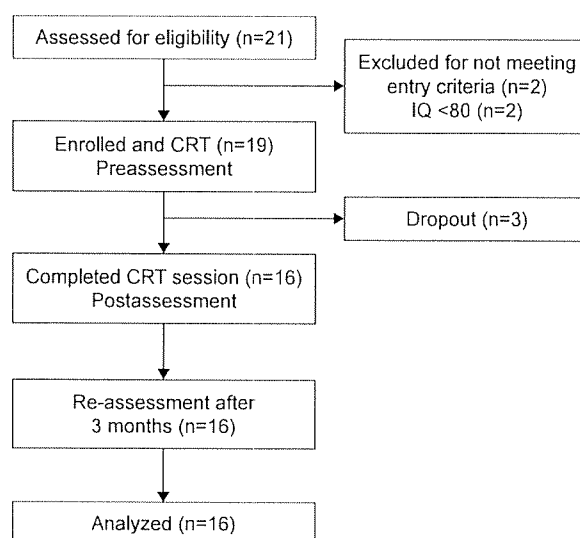 Assessed for eligibility (n=21)
Excluded for not meeting
entry criteria (n=2)
IQ <80 (n=2)
Enrolled and CRT (n=19)
Preassessment
Dropout (n=3)
Completed CRT session (n=16)
Postassessment
Re-assessment after
3 months (n=16)
Analyzed (n=16)